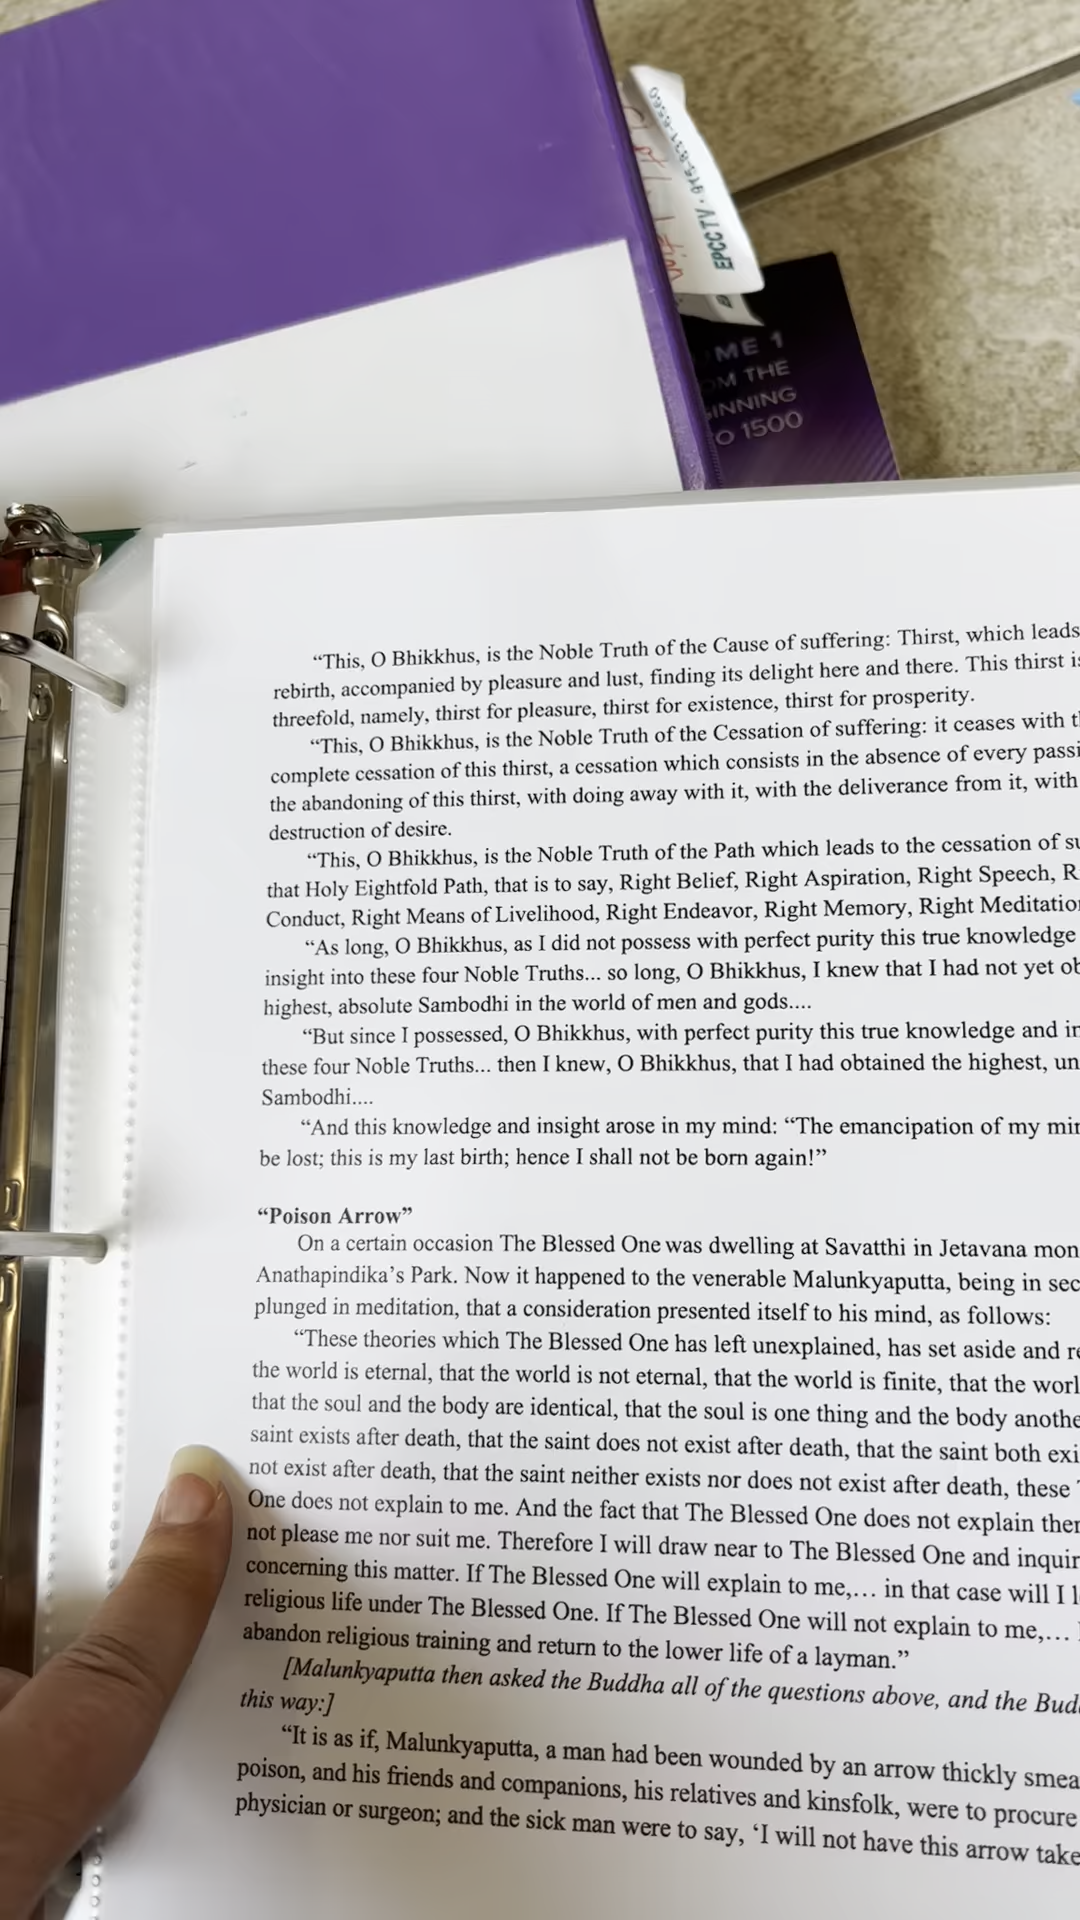 EPCCTV • 915-831-6560
ME 1
OM THE
GINNING
O 1500
“This, O Bhikkhus, is the Noble Truth of the Cause of suffering: Thirst, which leads
rebirth, accompanied by pleasure and lust, finding its delight here and there. This thirst is
threefold, namely, thirst for pleasure, thirst for existence, thirst for prosperity.
“This, O Bhikkhus, is the Noble Truth of the Cessation of suffering: it ceases with th
complete cessation of this thirst, a cessation which consists in the absence of every passi
the abandoning of this thirst, with doing away with it, with the deliverance from it, with
destruction of desire.
“This, O Bhikkhus, is the Noble Truth of the Path which leads to the cessation of su
that Holy Eightfold Path, that is to say, Right Belief, Right Aspiration, Right Speech, R
Conduct, Right Means of Livelihood, Right Endeavor, Right Memory, Right Meditatio
“As long, O Bhikkhus, as I did not possess with perfect purity this true knowledge
insight into these four Noble Truths... so long, O Bhikkhus, I knew that I had not yet ob
highest, absolute Sambodhi in the world of men and gods....
“But since I possessed, O Bhikkhus, with perfect purity this true knowledge and in
these four Noble Truths... then I knew, O Bhikkhus, that I had obtained the highest, un
Sambodhi....
“And this knowledge and insight arose in my mind: “The emancipation of my min
be lost; this is my last birth; hence I shall not be born again!”
“Poison Arrow”
On a certain occasion The Blessed One was dwelling at Savatthi in Jetavana mon
Anathapindika’s Park. Now it happened to the venerable Malunkyaputta, being in sec
plunged in meditation, that a consideration presented itself to his mind, as follows:
“These theories which The Blessed One has left unexplained, has set aside and re
the world is eternal, that the world is not eternal, that the world is finite, that the worl
that the soul and the body are identical, that the soul is one thing and the body anothe
saint exists after death, that the saint does not exist after death, that the saint both exi
not exist after death, that the saint neither exists nor does not exist after death, these
One does not explain to me. And the fact that The Blessed One does not explain ther
not please me nor suit me. Therefore I will draw near to The Blessed One and inquir
concerning this matter. If The Blessed One will explain to me,... in that case will I l
religious life under The Blessed One. If The Blessed One will not explain to me,...
abandon religious training and return to the lower life of a layman.”
[Malunkyaputta then asked the Buddha all of the questions above, and the Bud
this way:]
“It is as if, Malunkyaputta, a man had been wounded by an arrow thickly smea
poison, and his friends and companions, his relatives and kinsfolk, were to procure
physician or surgeon; and the sick man were to say, ‘I will not have this arrow take